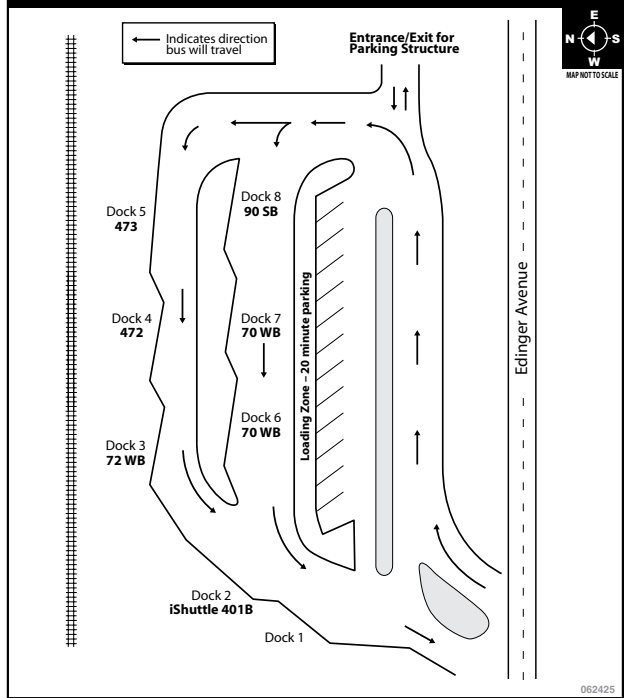 Indicates direction
bus will travel
Entrance/Exit for
Parking Structure
E
N
S
W
MAP NOT TO SCALE
Dock 5
473
Dock 8
90 SB
Dock 4
472
Dock 7
70 WB
Dock 6
70 WB
Loading Zone – 20 minute parking
Edinger Avenue
Dock 3
72 WB
Dock 2
iShuttle 401B
Dock 1
062425